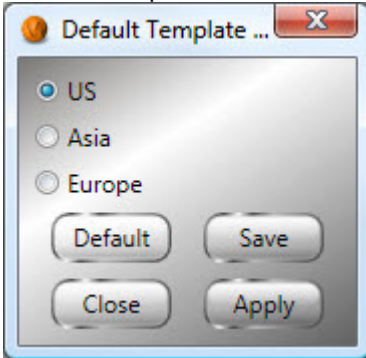 Default Template ...
US
Asia
Europe
Default Save
Close Apply